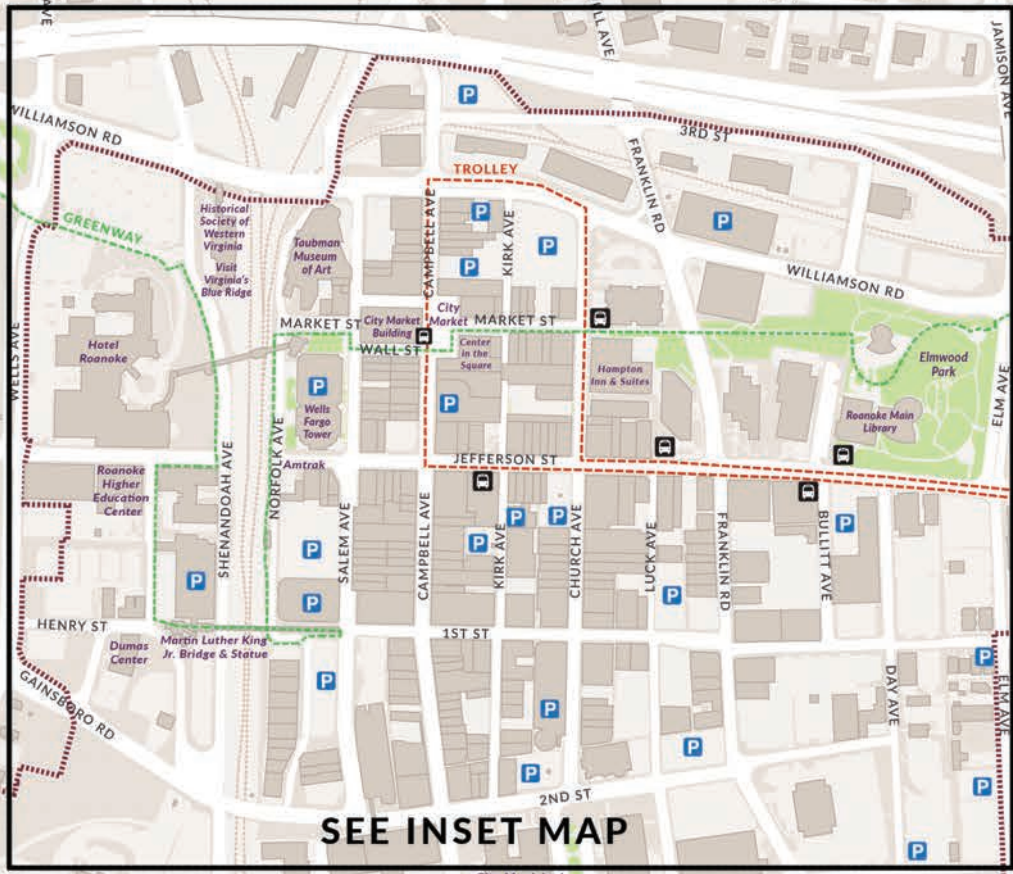 AVE
ILL AVE
JAMISON AVE
WILLIAMSON RD
3RD ST
P
TROLLEY
FRANKLIN RD
GREENWAY
Historical
Society of
Western
Virginia
Visit
Virginia's
Blue Ridge
Taubman
Museum
of Art
CAMPBELL AVE
P
KIRK AVE
P
P
P
WILLIAMSON RD
WELLS AVE
Hotel
Roanoke
MARKET ST
City Market
Building
City
Market
MARKET ST
WALL ST
Center
in the
Square
Hampton
Inn & Suites
Elmwood
Park
ELM AVE
P
Wells
Fargo
Tower
P
Roanoke Main
Library
NORFOLK AVE
Amtrak
JEFFERSON ST
Roanoke
Higher
Education
Center
SHENANDOAH AVE
SALEM AVE
CAMPBELL AVE
KIRK AVE
CHURCH AVE
LUCK AVE
FRANKLIN RD
BULLITT AVE
P
P
P
P
P
P
P
P
HENRY ST
1ST ST
Dumas
Center
Martin Luther King
Jr. Bridge & Statue
P
P
P
GAINSBORO RD
DAY AVE
ELM AVE
P
P
P
2ND ST
P
P
SEE INSET MAP